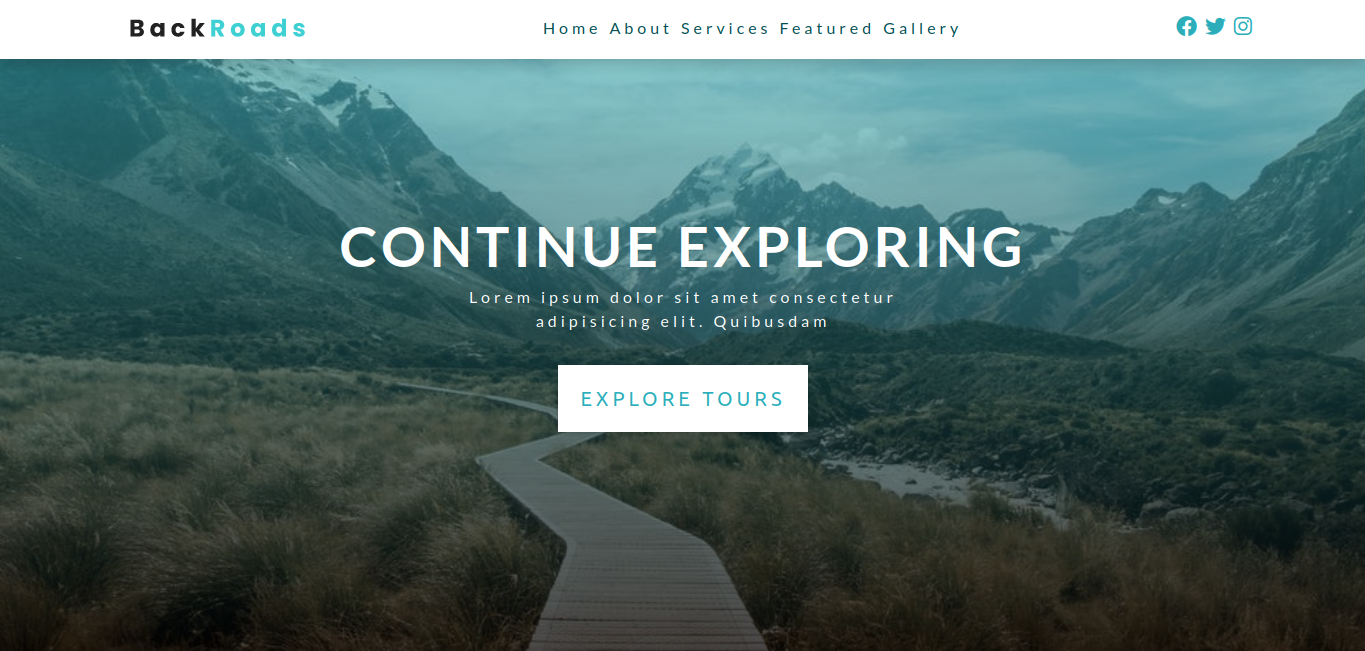 BackRoads
Home About Services Featured Gallery
CONTINUE EXPLORING
Lorem ipsum dolor sit amet consectetur
adipisicing elit. Quibusdam
EXPLORE TOURS